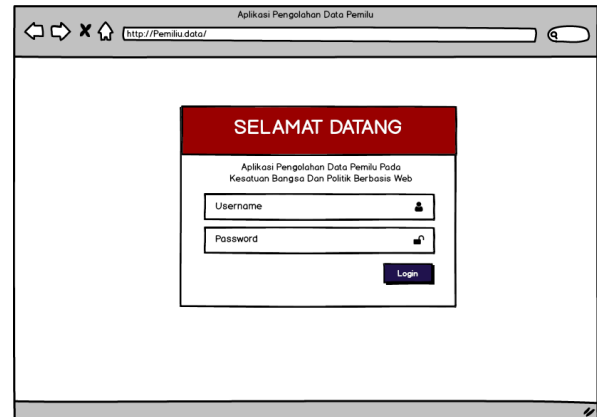 Aplikasi Pengolahan Data Pemilu
http://Pemiliu.data/
SELAMAT DATANG
Aplikasi Pengolahan Data Pemilu Pada
Kesatuan Bangsa Dan Politik Berbasis Web
Username
Password
Login